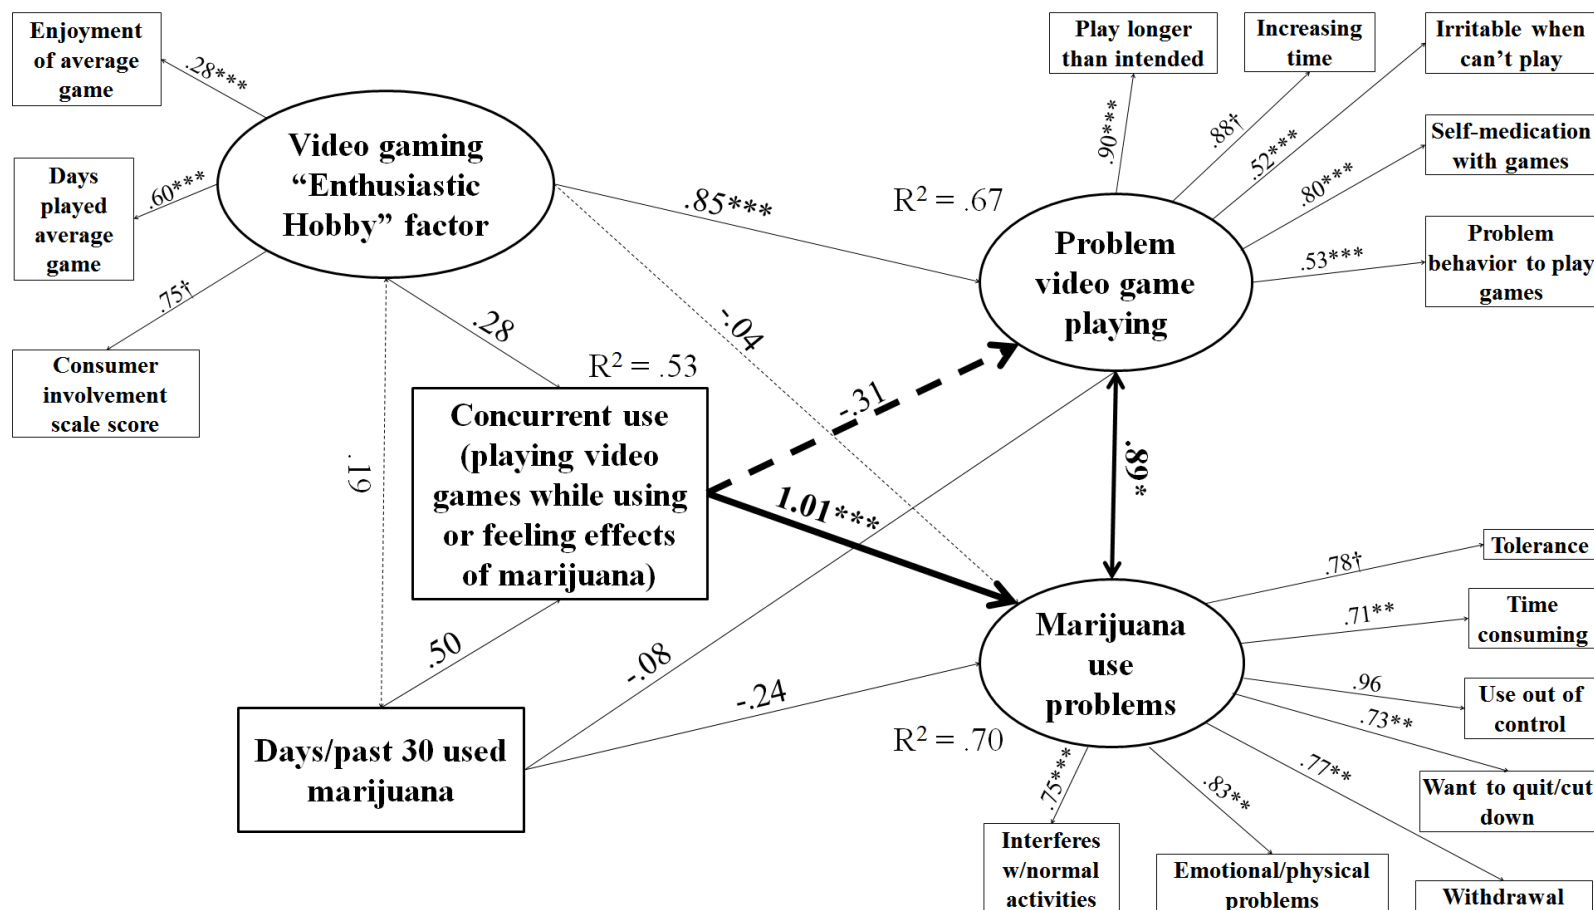 Enjoyment
of average
game
.28***
Days
played
average
game
.60***
Consumer
involvement
scale score
.75†
Video gaming
“Enthusiastic
Hobby” factor
.85***
-.04
.28
.19
R² = .53
Concurrent use
(playing video
games while using
or feeling effects
of marijuana)
-.31
1.01***
.50
Days/past 30 used
marijuana
-.08
-.24
R² = .67
Problem
video game
playing
.89*
Play longer
than intended
.90***
Increasing
time
.88†
Irritable when
can’t play
.52***
Self-medication
with games
.80***
Problem
behavior to play
games
.53***
Marijuana
use
problems
R² = .70
Tolerance
.78†
Time
consuming
.71**
Use out of
control
.96
Want to quit/cut
down
.73**
Withdrawal
.77**
Emotional/physical
problems
.83**
Interferes
w/normal
activities
.75***